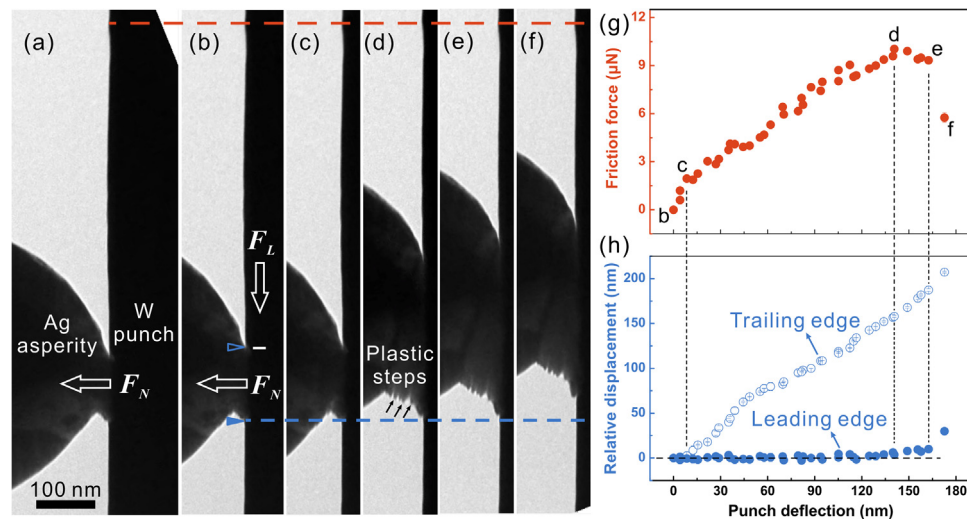 (a)
(b)
(c)
(d)
(e)
(f)
Ag
asperity
W
punch
F_N
F_L
F_N
Plastic
steps
100 nm
(g)
Friction force (µN)
12
9
6
3
0
b
c
d
e
f
(h)
Relative displacement (nm)
200
150
100
50
0
Trailing edge
Leading edge
0 30 60 90 120 150 180
Punch deflection (nm)